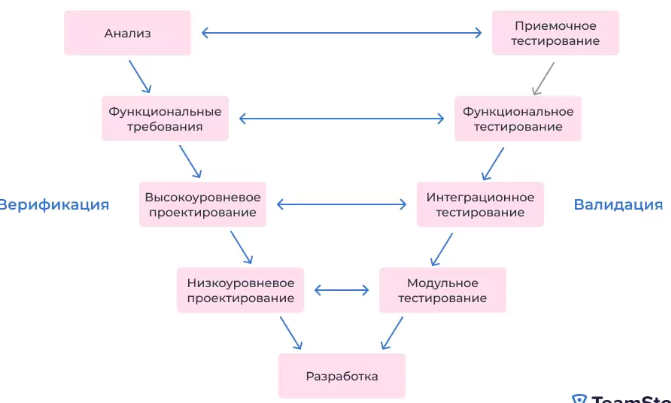 Анализ
Приемочное
тестирование
Функциональные
требования
Функциональное
тестирование
Верификация
Высокоуровневое
проектирование
Интеграционное
тестирование
Валидация
Низкоуровневое
проектирование
Модульное
тестирование
Разработка